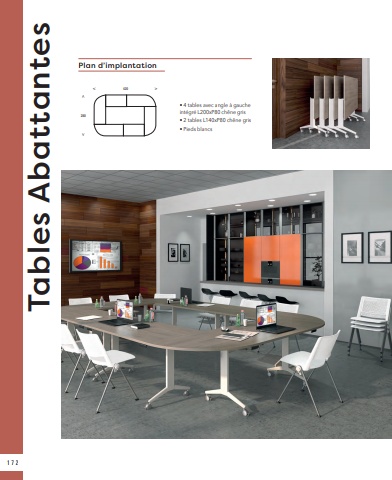 Tables Abattantes
Plan d'implantation
400
280
• 4 tables avec angle à gauche
intégré L200xP80 chêne gris
• 2 tables L140xP80 chêne gris
• Pieds blancs
172